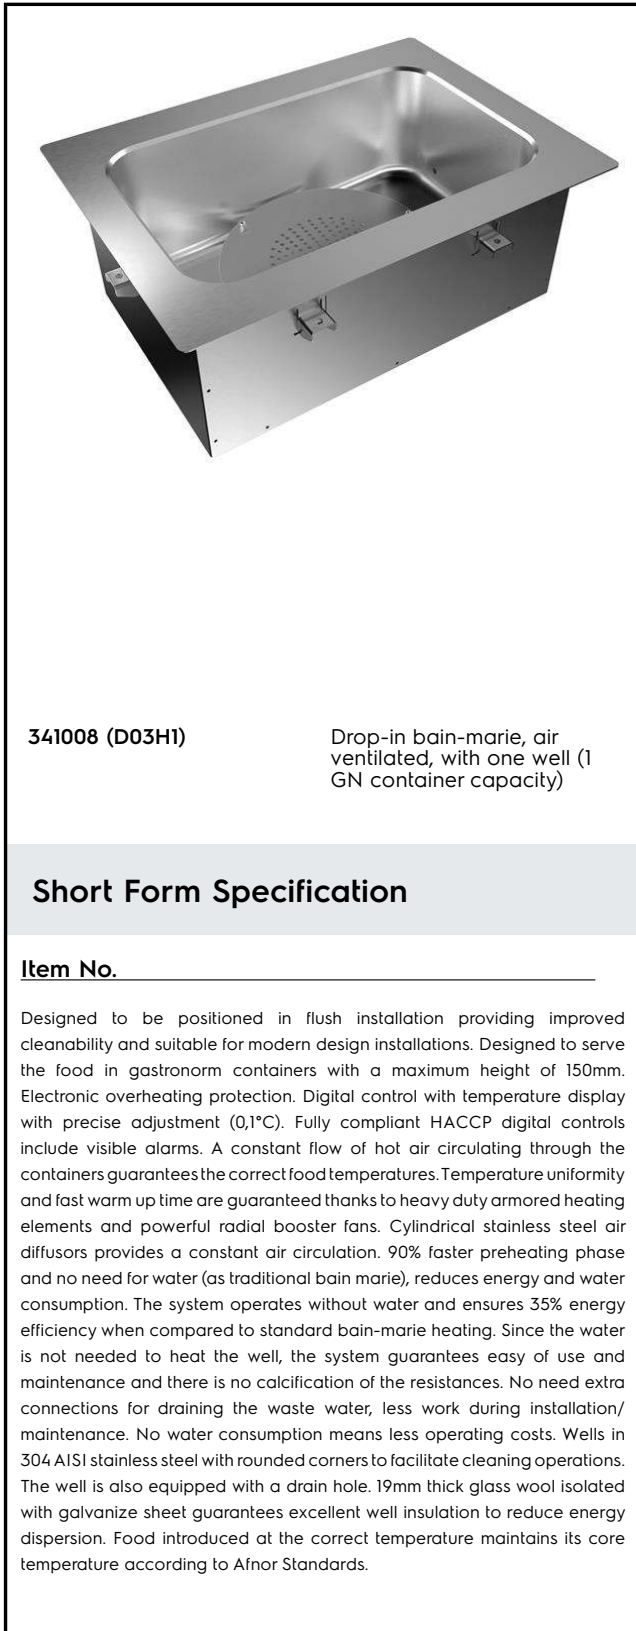 341008 (D03H1)
Drop-in bain-marie, air
ventilated, with one well (1
GN container capacity)
Short Form Specification
Item No.
Designed to be positioned in flush installation providing improved
cleanability and suitable for modern design installations. Designed to serve
the food in gastronorm containers with a maximum height of 150mm.
Electronic overheating protection. Digital control with temperature display
with precise adjustment (0,1°C). Fully compliant HACCP digital controls
include visible alarms. A constant flow of hot air circulating through the
containers guarantees the correct food temperatures. Temperature uniformity
and fast warm up time are guaranteed thanks to heavy duty armored heating
elements and powerful radial booster fans. Cylindrical stainless steel air
diffusors provides a constant air circulation. 90% faster preheating phase
and no need for water (as traditional bain marie), reduces energy and water
consumption. The system operates without water and ensures 35% energy
efficiency when compared to standard bain-marie heating. Since the water
is not needed to heat the well, the system guarantees easy of use and
maintenance and there is no calcification of the resistances. No need extra
connections for draining the waste water, less work during installation/
maintenance. No water consumption means less operating costs. Wells in
304 AISI stainless steel with rounded corners to facilitate cleaning operations.
The well is also equipped with a drain hole. 19mm thick glass wool isolated
with galvanize sheet guarantees excellent well insulation to reduce energy
dispersion. Food introduced at the correct temperature maintains its core
temperature according to Afnor Standards.